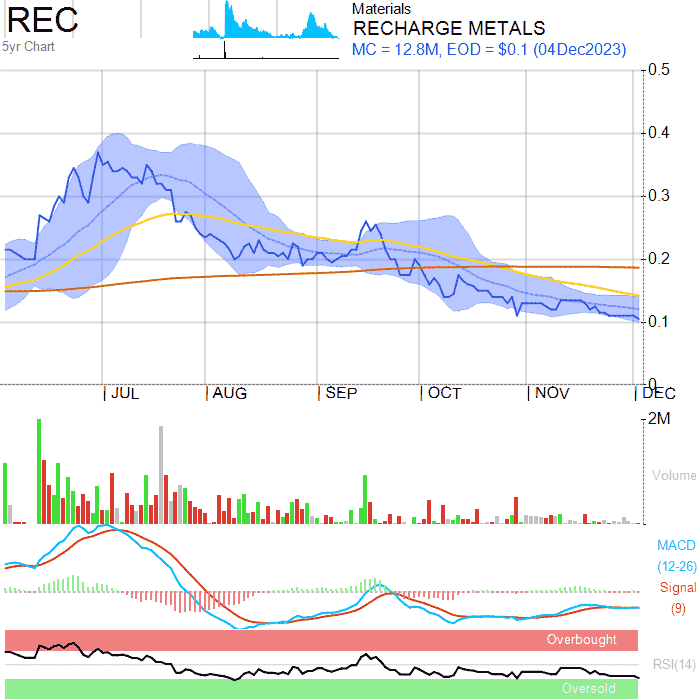 REC
5yr Chart
Materials
RECHARGE METALS
MC = 12.8M, EOD = $0.1 (04Dec2023)
0.5
0.4
0.3
0.2
0.1
0
JUL AUG SEP OCT NOV DEC
2M
Volume
MACD
(12-26)
Signal
(9)
Overbought
RSI(14)
Oversold